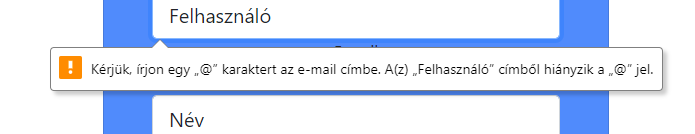 Felhasználó
Kérjük, írjon egy „@” karaktert az e-mail címbe. A(z) „Felhasználó” címből hiányzik a „@” jel.
Név